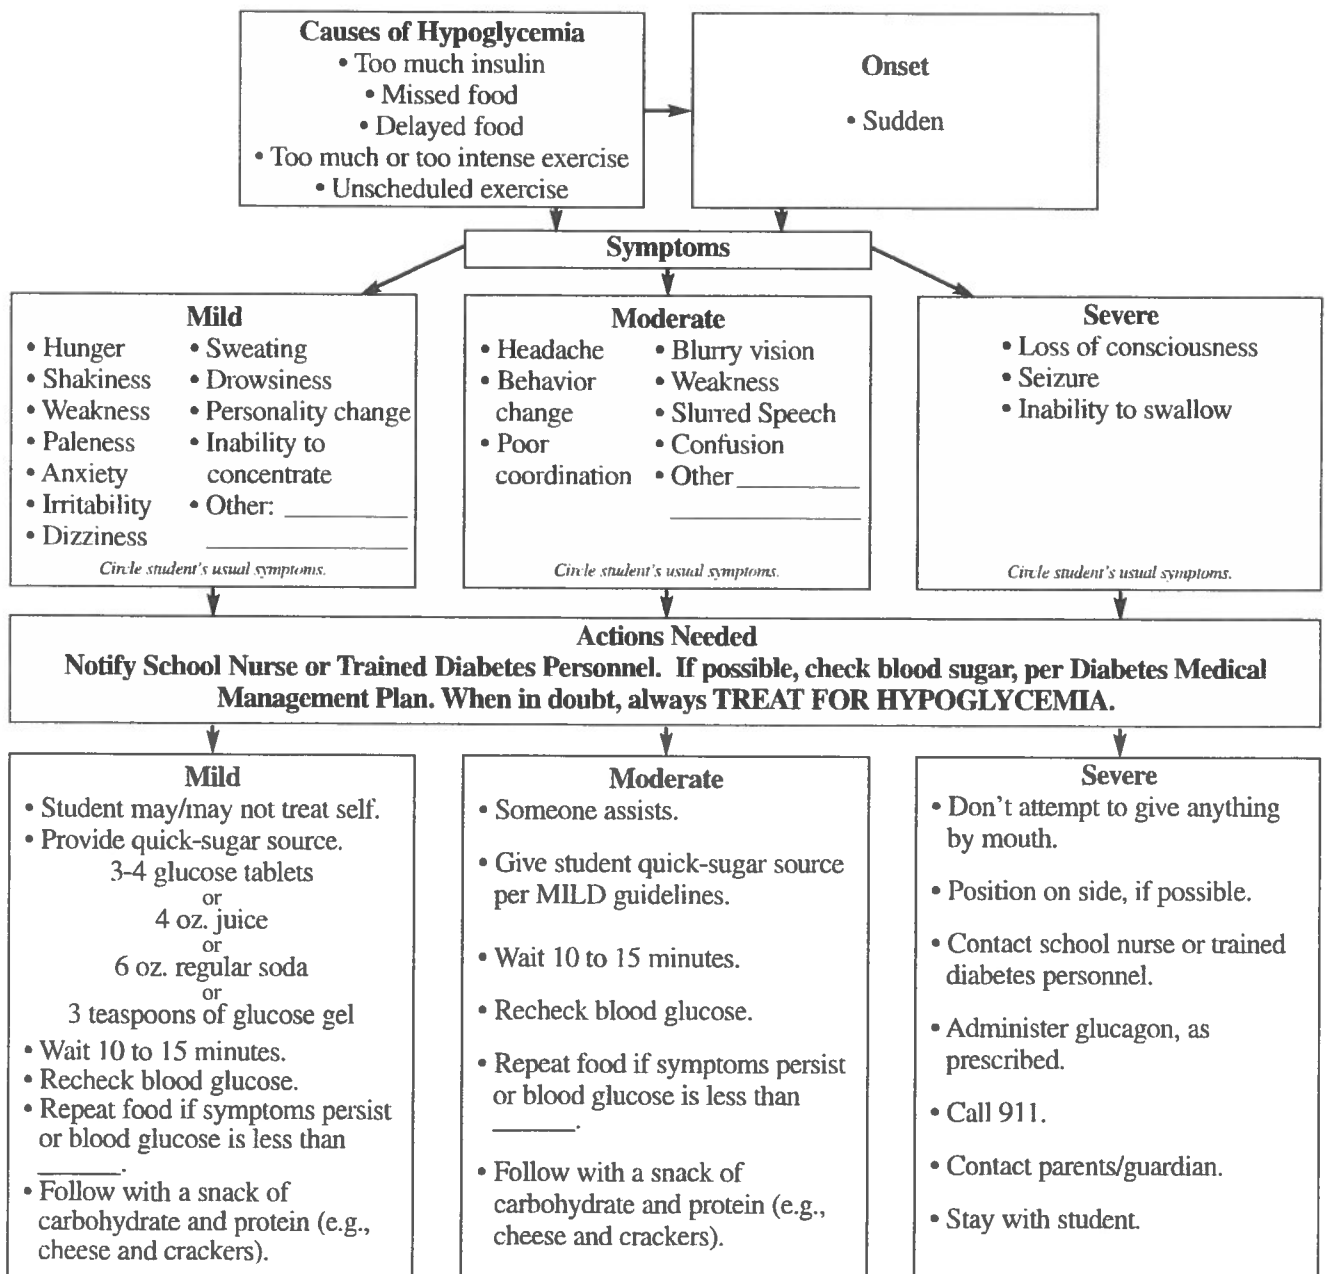 Causes of Hypoglycemia
• Too much insulin
• Missed food
• Delayed food
• Too much or too intense exercise
• Unscheduled exercise
Onset
• Sudden
Symptoms
Mild
• Hunger
• Shakiness
• Weakness
• Paleness
• Anxiety
• Irritability
• Dizziness
• Sweating
• Drowsiness
• Personality change
• Inability to
concentrate
• Other: ____________
____________
Circle student's usual symptoms.
Moderate
• Headache
• Behavior
change
• Poor
coordination
• Blurry vision
• Weakness
• Slurred Speech
• Confusion
• Other ____________
____________
Circle student's usual symptoms.
Severe
• Loss of consciousness
• Seizure
• Inability to swallow
Circle student's usual symptoms.
Actions Needed
Notify School Nurse or Trained Diabetes Personnel. If possible, check blood sugar, per Diabetes Medical
Management Plan. When in doubt, always TREAT FOR HYPOGLYCEMIA.
Mild
• Student may/may not treat self.
• Provide quick-sugar source.
3-4 glucose tablets
or
4 oz. juice
or
6 oz. regular soda
or
3 teaspoons of glucose gel
• Wait 10 to 15 minutes.
• Recheck blood glucose.
• Repeat food if symptoms persist
or blood glucose is less than
________.
• Follow with a snack of
carbohydrate and protein (e.g.,
cheese and crackers).
Moderate
• Someone assists.
• Give student quick-sugar source
per MILD guidelines.
• Wait 10 to 15 minutes.
• Recheck blood glucose.
• Repeat food if symptoms persist
or blood glucose is less than
________.
• Follow with a snack of
carbohydrate and protein (e.g.,
cheese and crackers).
Severe
• Don't attempt to give anything
by mouth.
• Position on side, if possible.
• Contact school nurse or trained
diabetes personnel.
• Administer glucagon, as
prescribed.
• Call 911.
• Contact parents/guardian.
• Stay with student.